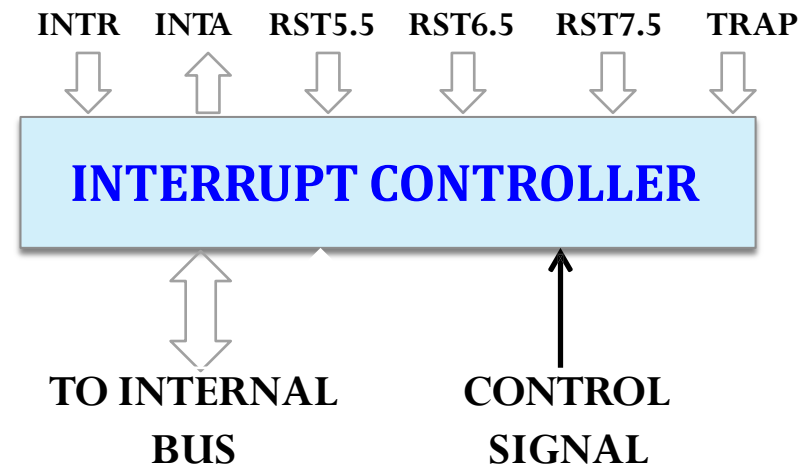 INTR INTA RST5.5 RST6.5 RST7.5 TRAP
INTERRUPT CONTROLLER
TO INTERNAL BUS
CONTROL SIGNAL